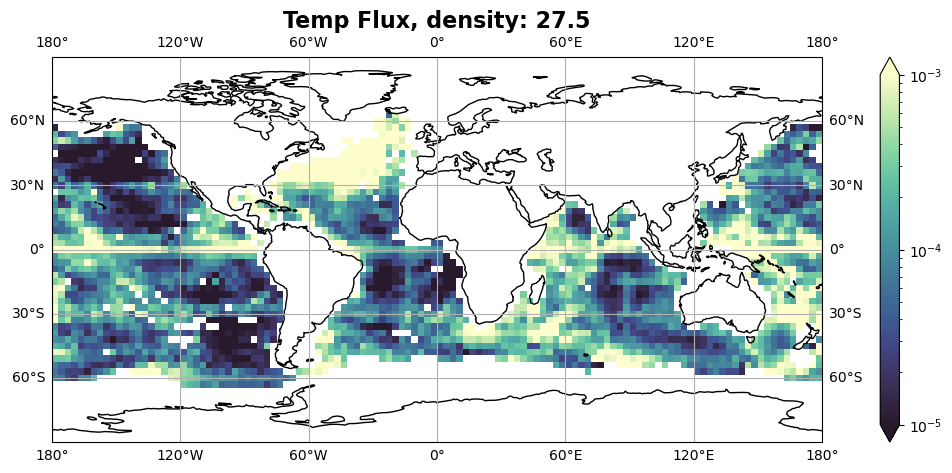 Temp Flux, density: 27.5
180° 120°W 60°W 0° 60°E 120°E 180°
10⁻³
60°N 60°N
30°N 30°N
10⁻⁴
0° 0°
30°S 30°S
60°S 60°S
10⁻⁵
180° 120°W 60°W 0° 60°E 120°E 180°